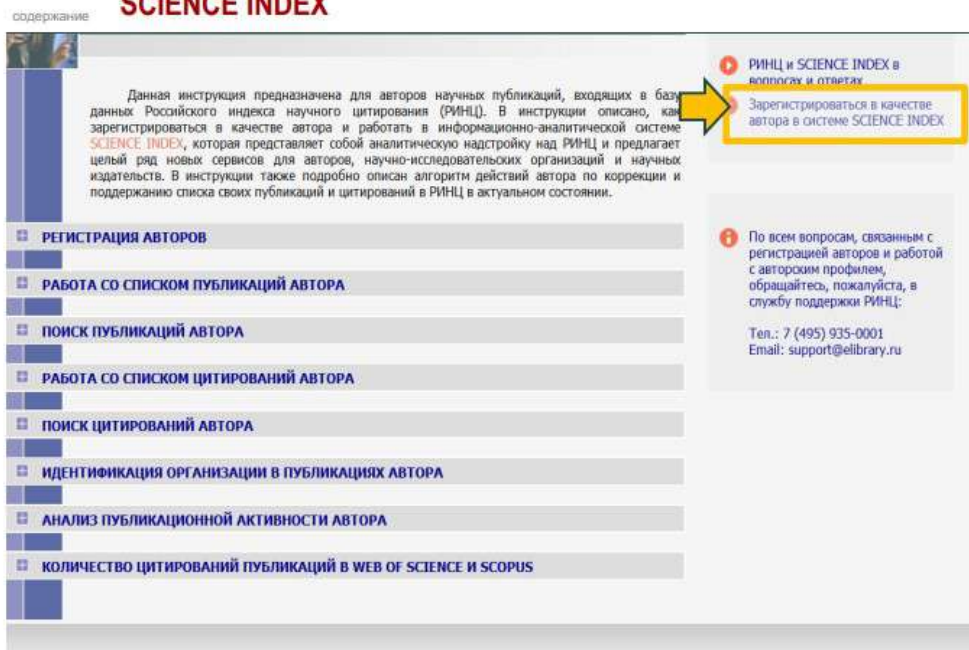 содержание
SCIENCE INDEX
Данная инструкция предназначена для авторов научных публикаций, входящих в базу
данных Российского индекса научного цитирования (РИНЦ). В инструкции описано, как
зарегистрироваться в качестве автора и работать в информационно-аналитической системе
SCIENCE INDEX, которая представляет собой аналитическую надстройку над РИНЦ и предлагает
целый ряд новых сервисов для авторов, научно-исследовательских организаций и научных
издательств. В инструкции также подробно описан алгоритм действий автора по коррекции и
поддержанию списка своих публикаций и цитирований в РИНЦ в актуальном состоянии.
РЕГИСТРАЦИЯ АВТОРОВ
РАБОТА СО СПИСКОМ ПУБЛИКАЦИЙ АВТОРА
ПОИСК ПУБЛИКАЦИЙ АВТОРА
РАБОТА СО СПИСКОМ ЦИТИРОВАНИЙ АВТОРА
ПОИСК ЦИТИРОВАНИЙ АВТОРА
ИДЕНТИФИКАЦИЯ ОРГАНИЗАЦИИ В ПУБЛИКАЦИЯХ АВТОРА
АНАЛИЗ ПУБЛИКАЦИОННОЙ АКТИВНОСТИ АВТОРА
КОЛИЧЕСТВО ЦИТИРОВАНИЙ ПУБЛИКАЦИЙ В WEB OF SCIENCE И SCOPUS
РИНЦ и SCIENCE INDEX в
вопросах и ответах
Зарегистрироваться в качестве
автора в системе SCIENCE INDEX
По всем вопросам, связанным с
регистрацией авторов и работой
с авторским профилем,
обращайтесь, пожалуйста, в
службу поддержки РИНЦ:
Тел.: 7 (495) 935-0001
Email: support@elibrary.ru